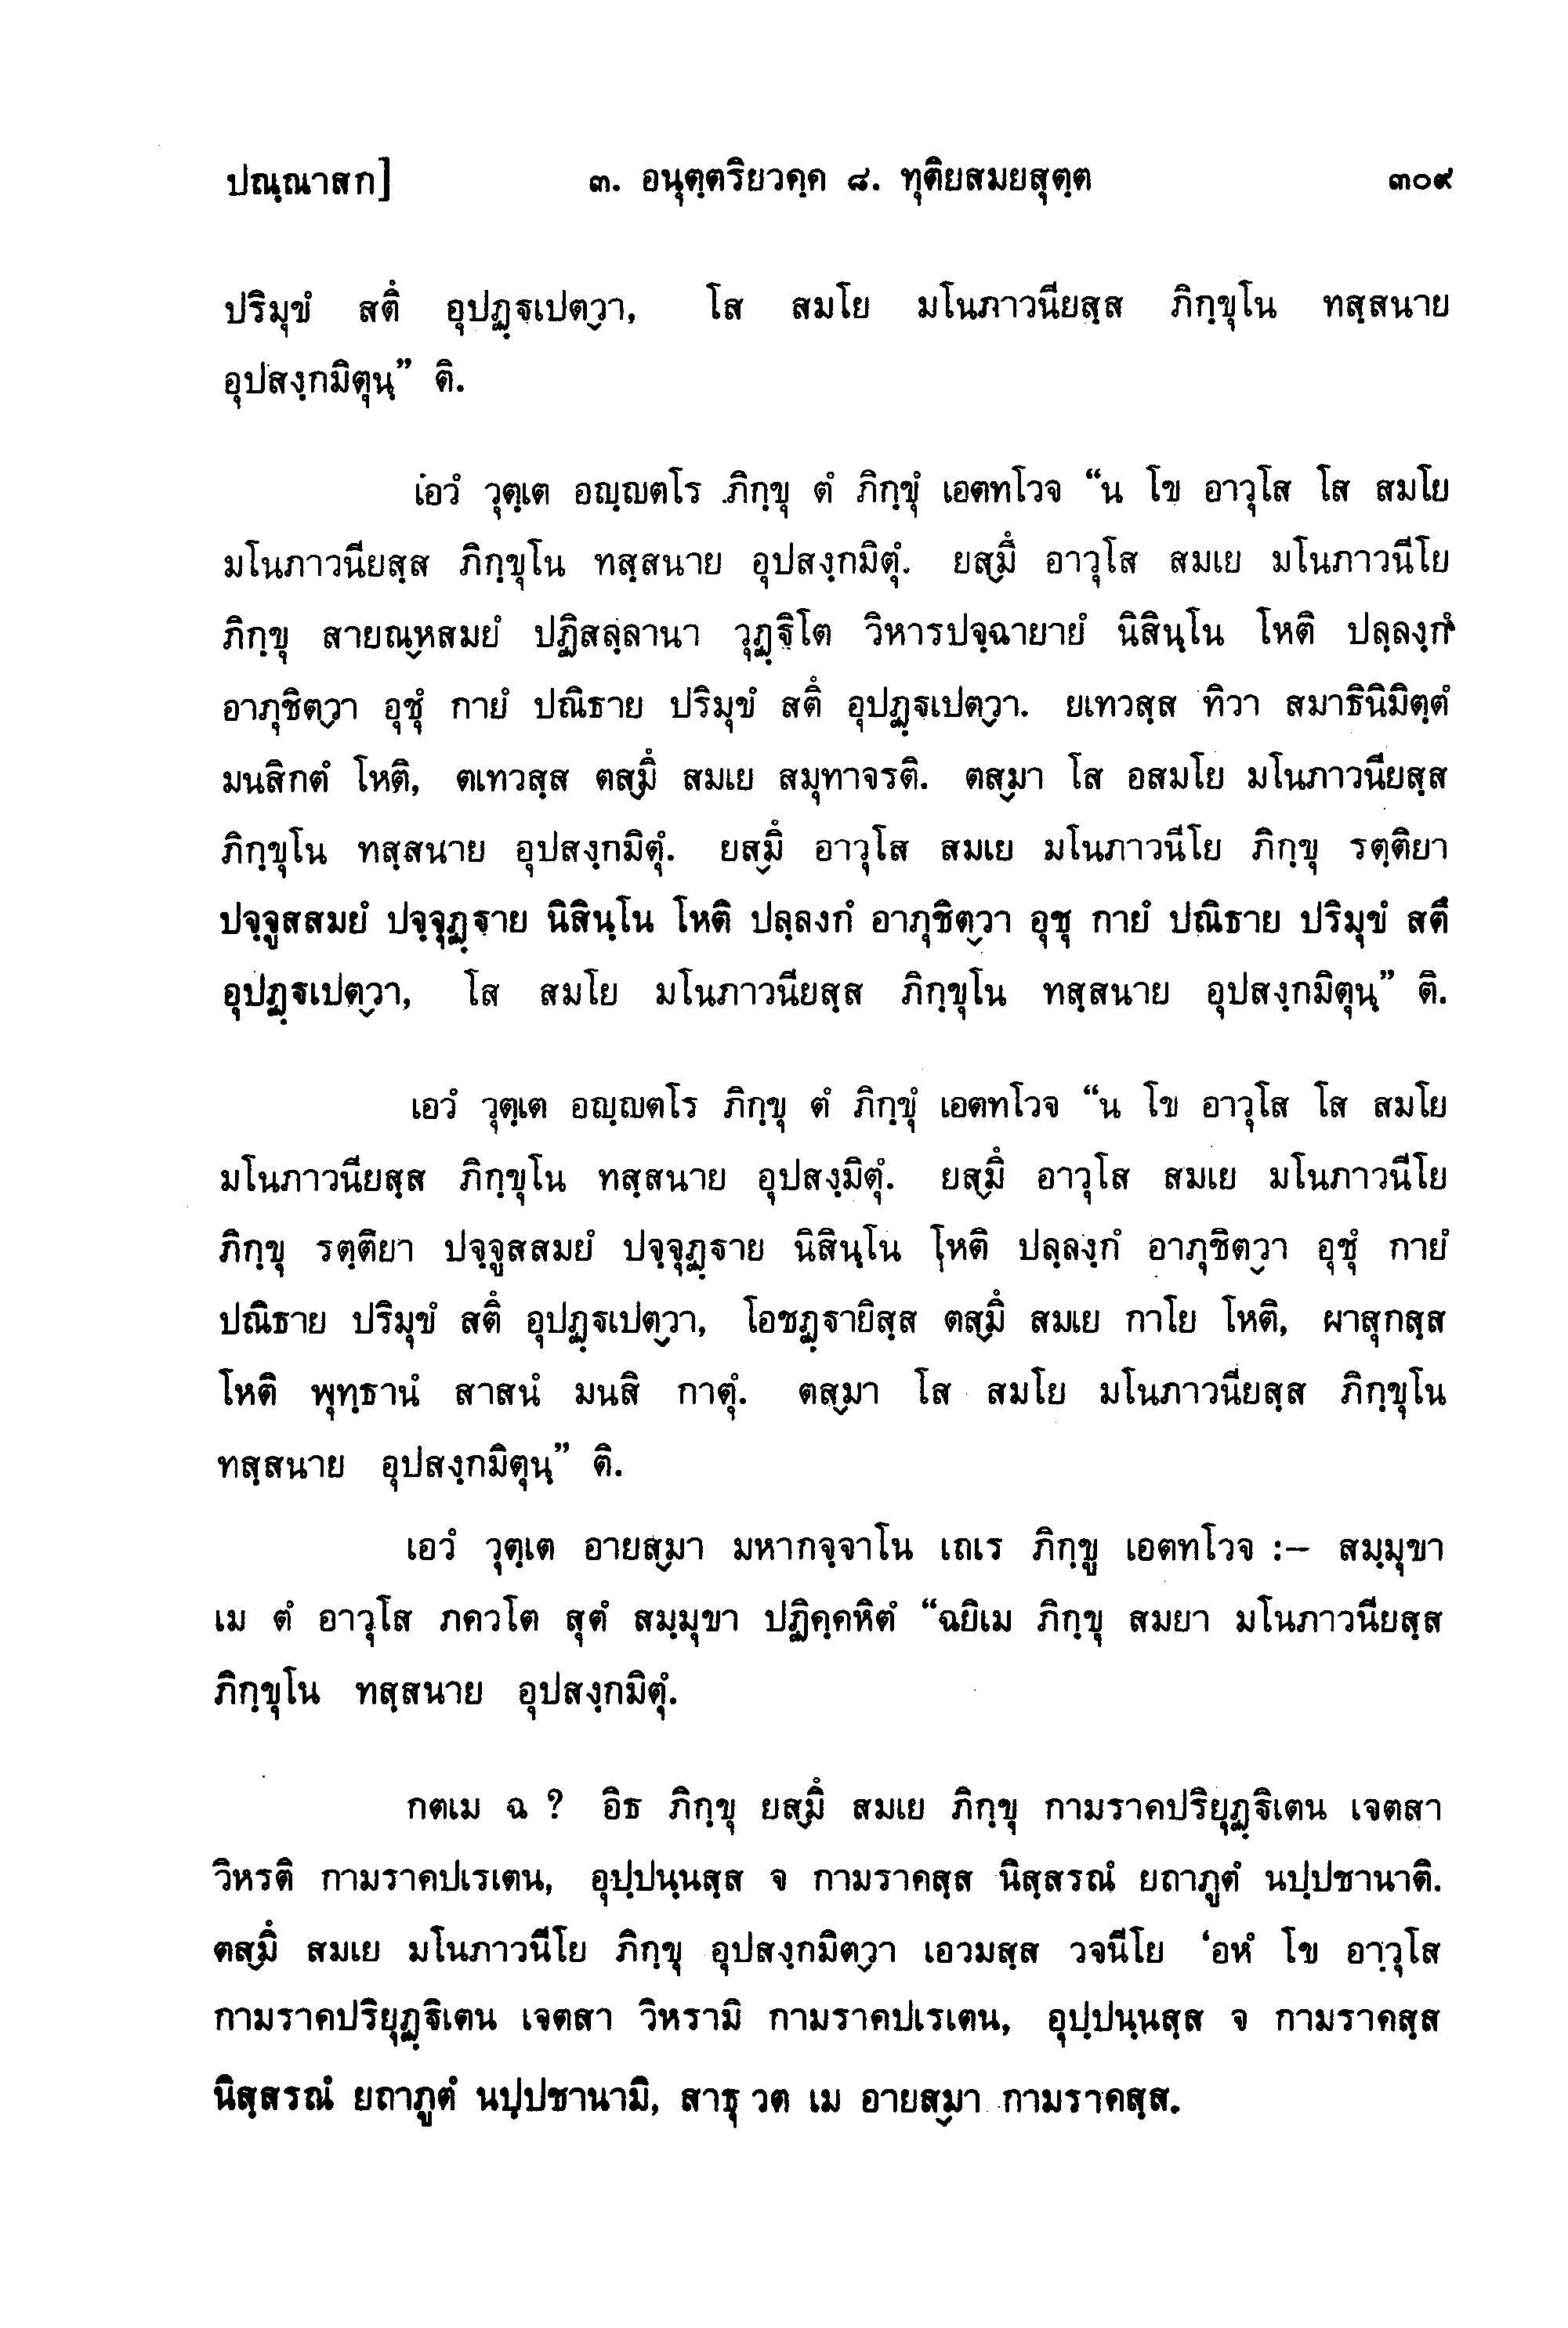 ปณฺณาสก] ๓. อนุตฺตริยวคฺค ๘. ทุติยสมยสุตฺต ๓๐๙
ปริมุขํ สตึ อุปฏฺฐเปตฺวา, โส สมโย มโนภาวนียสฺส ภิกฺขุโน ทสฺสนาย
อุปสงฺกมิตุนฺ” ติ.
เอวํ วุตฺเต อญฺญตโร ภิกฺขุ ตํ ภิกฺขุํ เอตทโวจ “น โข อาวุโส โส สมโย
มโนภาวนียสฺส ภิกฺขุโน ทสฺสนาย อุปสงฺกมิตุํ. ยสฺมึ อาวุโส สมเย มโนภาวนีโย
ภิกฺขุ สายณฺหสมยํ ปฏิสลฺลานา วุฏฺฐิโต วิหารปจฺฉายายํ นิสินฺโน โหติ ปลฺลงฺกํ
อาภุชิตฺวา อุชุํ กายํ ปณิธาย ปริมุขํ สตึ อุปฏฺฐเปตฺวา. ยเทวสฺส ทิวา สมาธินิมิตฺตํ
มนสิกตํ โหติ, ตเทวสฺส ตสฺมึ สมเย สมุทาจรติ. ตสฺมา โส อสมโย มโนภาวนียสฺส
ภิกฺขุโน ทสฺสนาย อุปสงฺกมิตุํ. ยสฺมึ อาวุโส สมเย มโนภาวนีโย ภิกฺขุ รตฺติยา
ปจฺจูสสมยํ ปจฺจุฏฺฐาย นิสินฺโน โหติ ปลฺลงกํ อาภุชิตฺวา อุชุ กายํ ปณิธาย ปริมุขํ สตึ
อุปฏฺฐเปตฺวา, โส สมโย มโนภาวนียสฺส ภิกฺขุโน ทสฺสนาย อุปสงฺกมิตุนฺ” ติ.
เอวํ วุตฺเต อญฺญตโร ภิกฺขุ ตํ ภิกฺขุํ เอตทโวจ “น โข อาวุโส โส สมโย
มโนภาวนียสฺส ภิกฺขุโน ทสฺสนาย อุปสงฺมิตุํ. ยสฺมึ อาวุโส สมเย มโนภาวนีโย
ภิกฺขุ รตฺติยา ปจฺจูสสมยํ ปจฺจุฏฺฐาย นิสินฺโน โหติ ปลฺลงฺกํ อาภุชิตฺวา อุชุํ กายํ
ปณิธาย ปริมุขํ สตึ อุปฏฺฐเปตฺวา, โอชฏฺฐายิสฺส ตสฺมึ สมเย กาโย โหติ, ผาสุกสฺส
โหติ พุทฺธานํ สาสนํ มนสิ กาตุํ. ตสฺมา โส สมโย มโนภาวนียสฺส ภิกฺขุโน
ทสฺสนาย อุปสงฺกมิตุนฺ” ติ.
เอวํ วุตฺเต อายสฺมา มหากจฺจาโน เถเร ภิกฺขู เอตทโวจ :– สมฺมุขา
เม ตํ อาวุโส ภควโต สุตํ สมฺมุขา ปฏิคฺคหิตํ “ฉยิเม ภิกฺขุ สมยา มโนภาวนียสฺส
ภิกฺขุโน ทสฺสนาย อุปสงฺกมิตุํ.
กตเม ฉ ? อิธ ภิกฺขุ ยสฺมึ สมเย ภิกฺขุ กามราคปริยุฏฺฐิเตน เจตสา
วิหรติ กามราคปเรเตน, อุปฺปนฺนสฺส จ กามราคสฺส นิสฺสรณํ ยถาภูตํ นปฺปชานาติ.
ตสฺมึ สมเย มโนภาวนีโย ภิกฺขุ อุปสงฺกมิตฺวา เอวมสฺส วจนีโย ‘อหํ โข อาวุโส
กามราคปริยุฏฺฐิเตน เจตสา วิหรามิ กามราคปเรเตน, อุปฺปนฺนสฺส จ กามราคสฺส
นิสฺสรณํ ยถาภูตํ นปฺปชานามิ, สาธุ วต เม อายสฺมา กามราคสฺส.